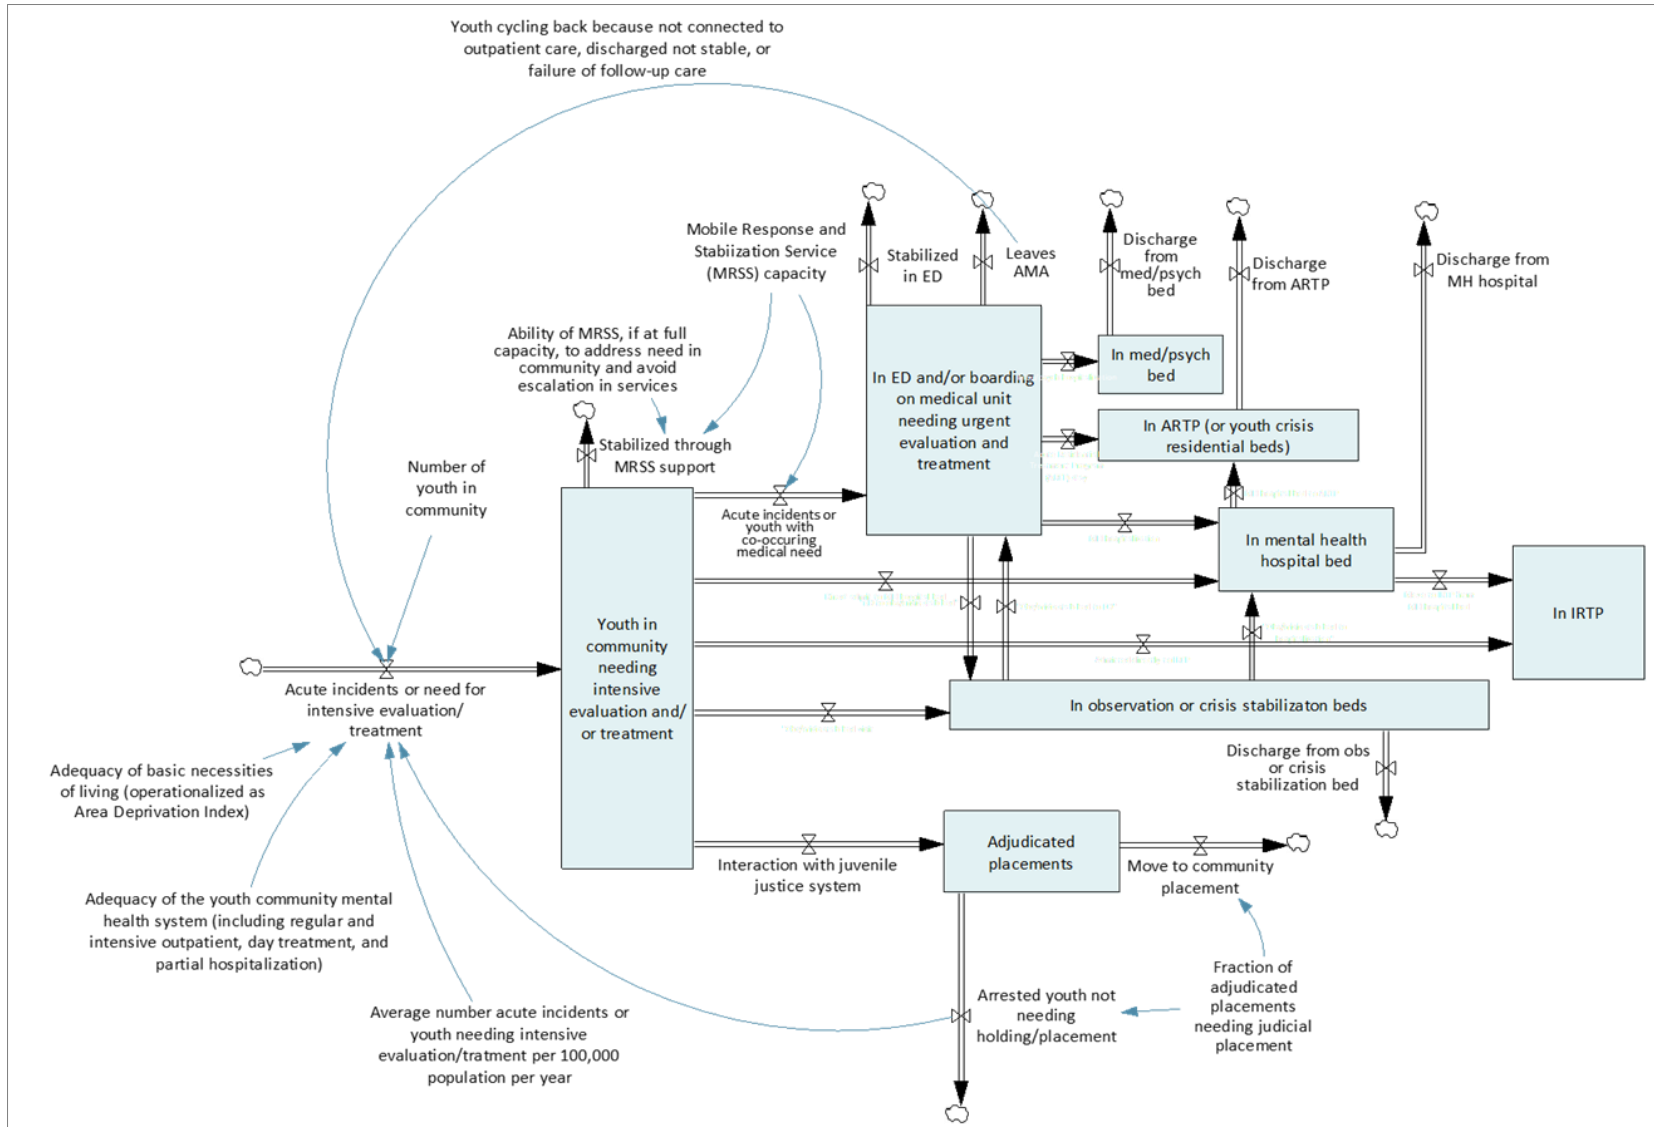 Youth cycling back because not connected to
outpatient care, discharged not stable, or
failure of follow-up care
Mobile Response and
Stabiization Service
(MRSS) capacity
Stabilized
in ED
Leaves
AMA
Discharge
from
med/psych
bed
Discharge
from ARTP
Discharge from
MH hospital
Ability of MRSS, if at full
capacity, to address need in
community and avoid
escalation in services
Stabilized through
MRSS support
Number of
youth in
community
In ED and/or boarding
on medical unit
needing urgent
evaluation and
treatment
In med/psych
bed
In ARTP (or youth crisis
residential beds)
Acute incidents or
youth with
co-occuring
medical need
In mental health
hospital bed
In IRTP
Youth in
community
needing
intensive
evaluation and/
or treatment
Acute incidents or need for
intensive evaluation/
treatment
In observation or crisis stabilizaton beds
Discharge from obs
or crisis
stabilization bed
Adequacy of basic necessities
of living (operationalized as
Area Deprivation Index)
Adjudicated
placements
Interaction with juvenile
justice system
Move to community
placement
Adequacy of the youth community mental
health system (including regular and
intensive outpatient, day treatment, and
partial hospitalization)
Fraction of
adjudicated
placements
needing judicial
placement
Arrested youth not
needing
holding/placement
Average number acute incidents or
youth needing intensive
evaluation/tratment per 100,000
population per year